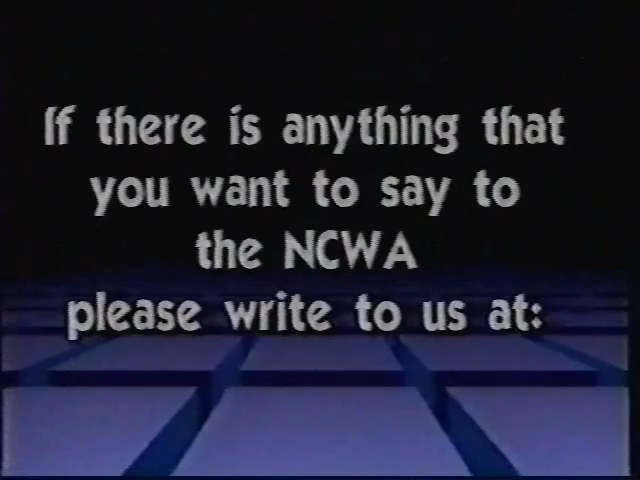 If there is anything that
you want to say to
the NCWA
please write to us at: